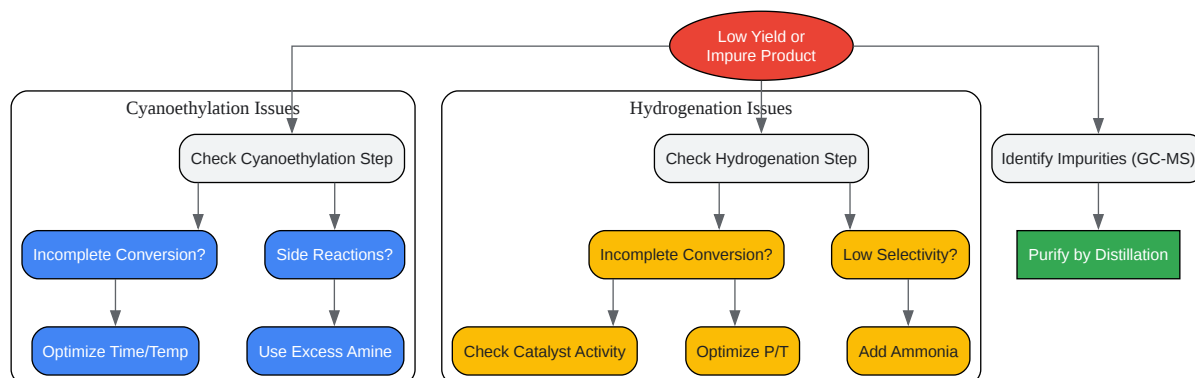 Low Yield or
Impure Product
Cyanoethylation Issues
Hydrogenation Issues
Check Cyanoethylation Step
Check Hydrogenation Step
Identify Impurities (GC-MS)
Incomplete Conversion?
Side Reactions?
Incomplete Conversion?
Low Selectivity?
Purify by Distillation
Optimize Time/Temp
Use Excess Amine
Check Catalyst Activity
Optimize P/T
Add Ammonia